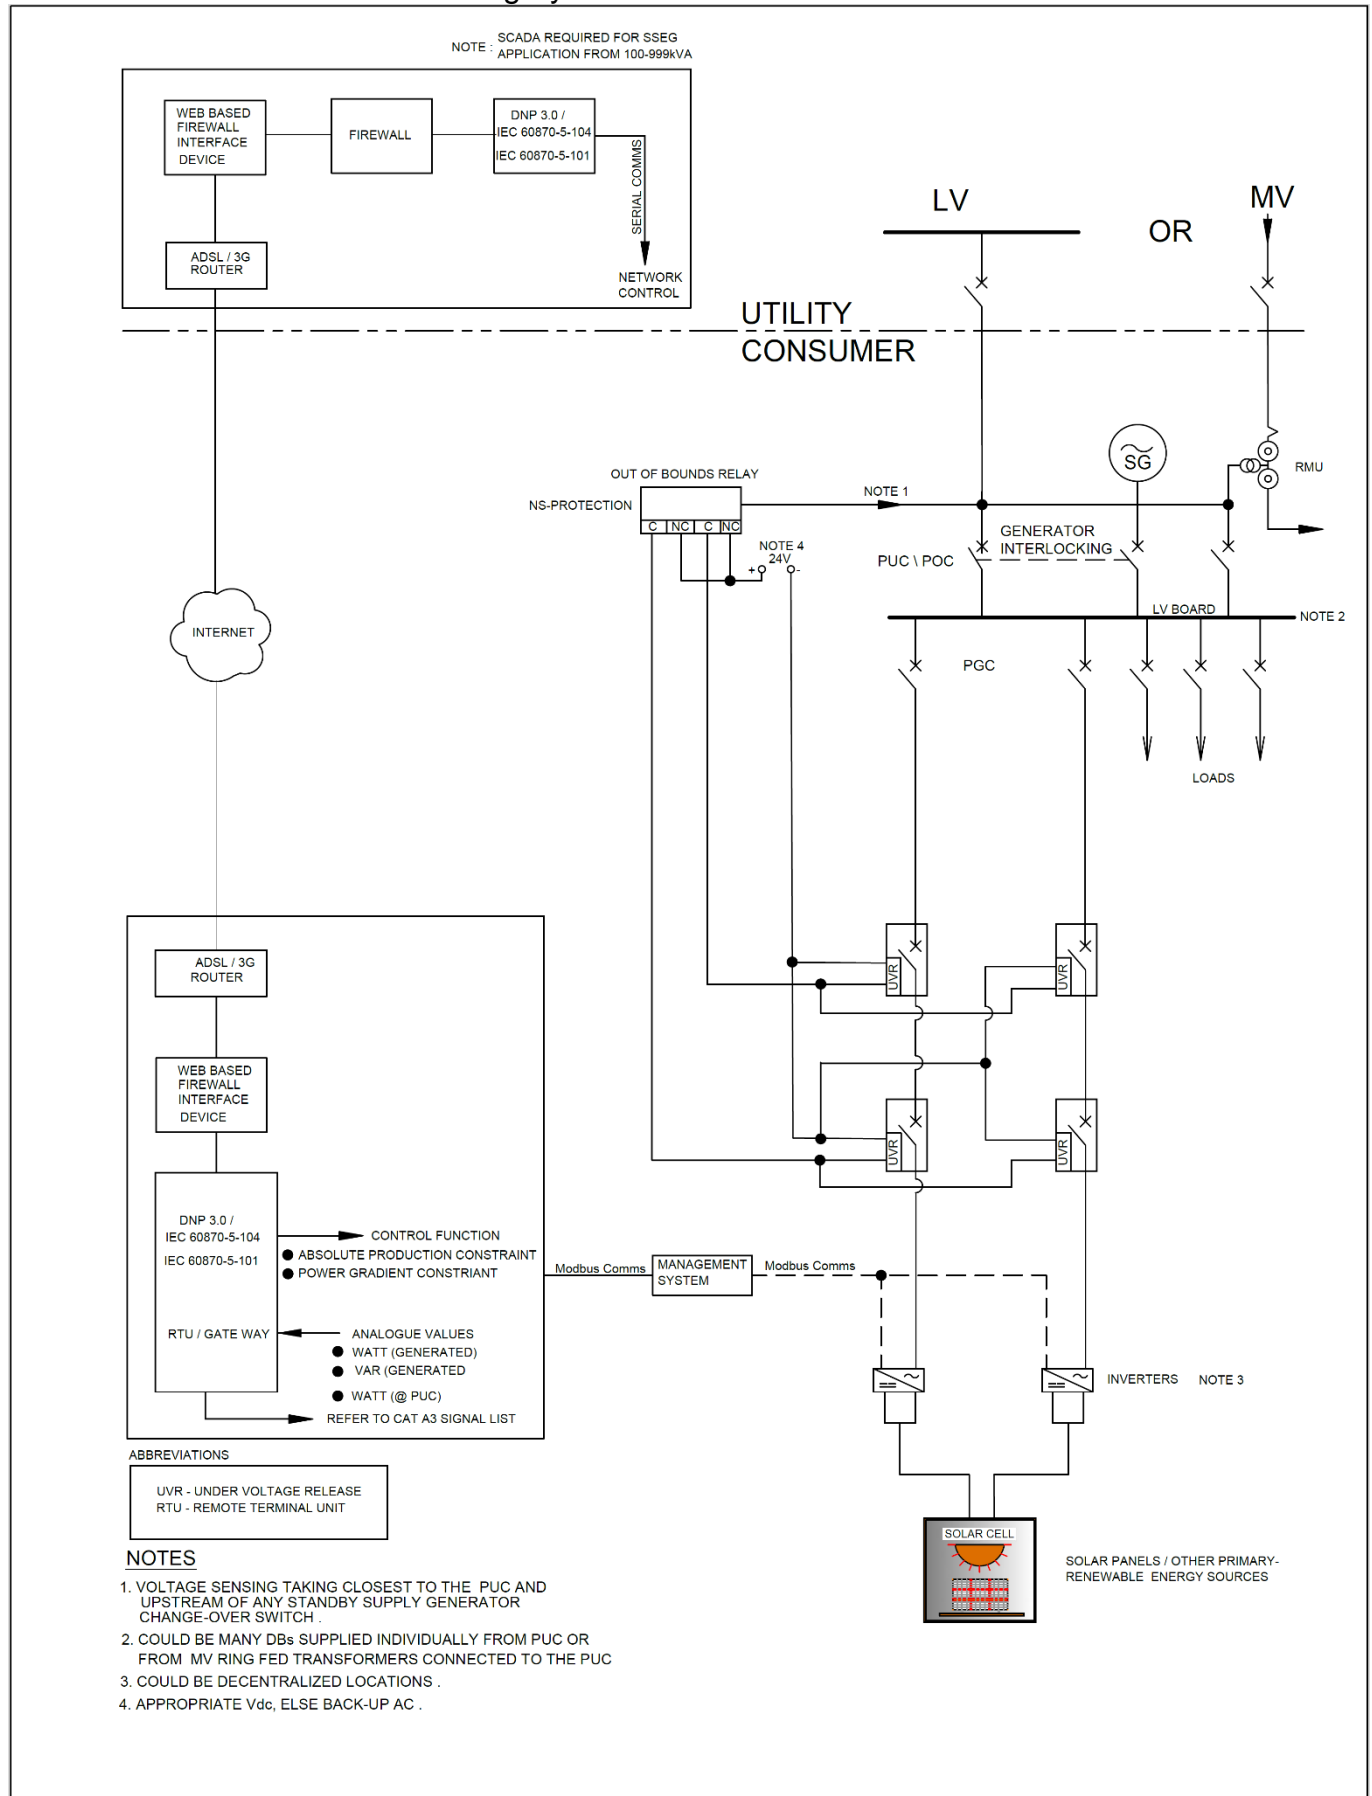 NOTE : SCADA REQUIRED FOR SSEG
APPLICATION FROM 100-999kVA
WEB BASED
FIREWALL
INTERFACE
DEVICE
FIREWALL
DNP 3.0 /
IEC 60870-5-104
IEC 60870-5-101
SERIAL COMMS
ADSL / 3G
ROUTER
NETWORK
CONTROL
LV
OR
MV
UTILITY
CONSUMER
OUT OF BOUNDS RELAY
NS-PROTECTION
C NC C NC
NOTE 1
SG
RMU
GENERATOR
INTERLOCKING
NOTE 4
24V
+ -
PUC \ POC
LV BOARD
NOTE 2
INTERNET
PGC
LOADS
ADSL / 3G
ROUTER
UVR
UVR
WEB BASED
FIREWALL
INTERFACE
DEVICE
UVR
UVR
DNP 3.0 /
IEC 60870-5-104
IEC 60870-5-101
CONTROL FUNCTION
ABSOLUTE PRODUCTION CONSTRAINT
POWER GRADIENT CONSTRIANT
Modbus Comms
MANAGEMENT
SYSTEM
Modbus Comms
RTU / GATE WAY
ANALOGUE VALUES
WATT (GENERATED)
VAR (GENERATED
WATT (@ PUC)
REFER TO CAT A3 SIGNAL LIST
INVERTERS NOTE 3
ABBREVIATIONS
UVR - UNDER VOLTAGE RELEASE
RTU - REMOTE TERMINAL UNIT
SOLAR CELL
SOLAR PANELS / OTHER PRIMARY-
RENEWABLE ENERGY SOURCES
NOTES
1. VOLTAGE SENSING TAKING CLOSEST TO THE PUC AND
UPSTREAM OF ANY STANDBY SUPPLY GENERATOR
CHANGE-OVER SWITCH .
2. COULD BE MANY DBs SUPPLIED INDIVIDUALLY FROM PUC OR
FROM MV RING FED TRANSFORMERS CONNECTED TO THE PUC
3. COULD BE DECENTRALIZED LOCATIONS .
4. APPROPRIATE Vdc, ELSE BACK-UP AC .